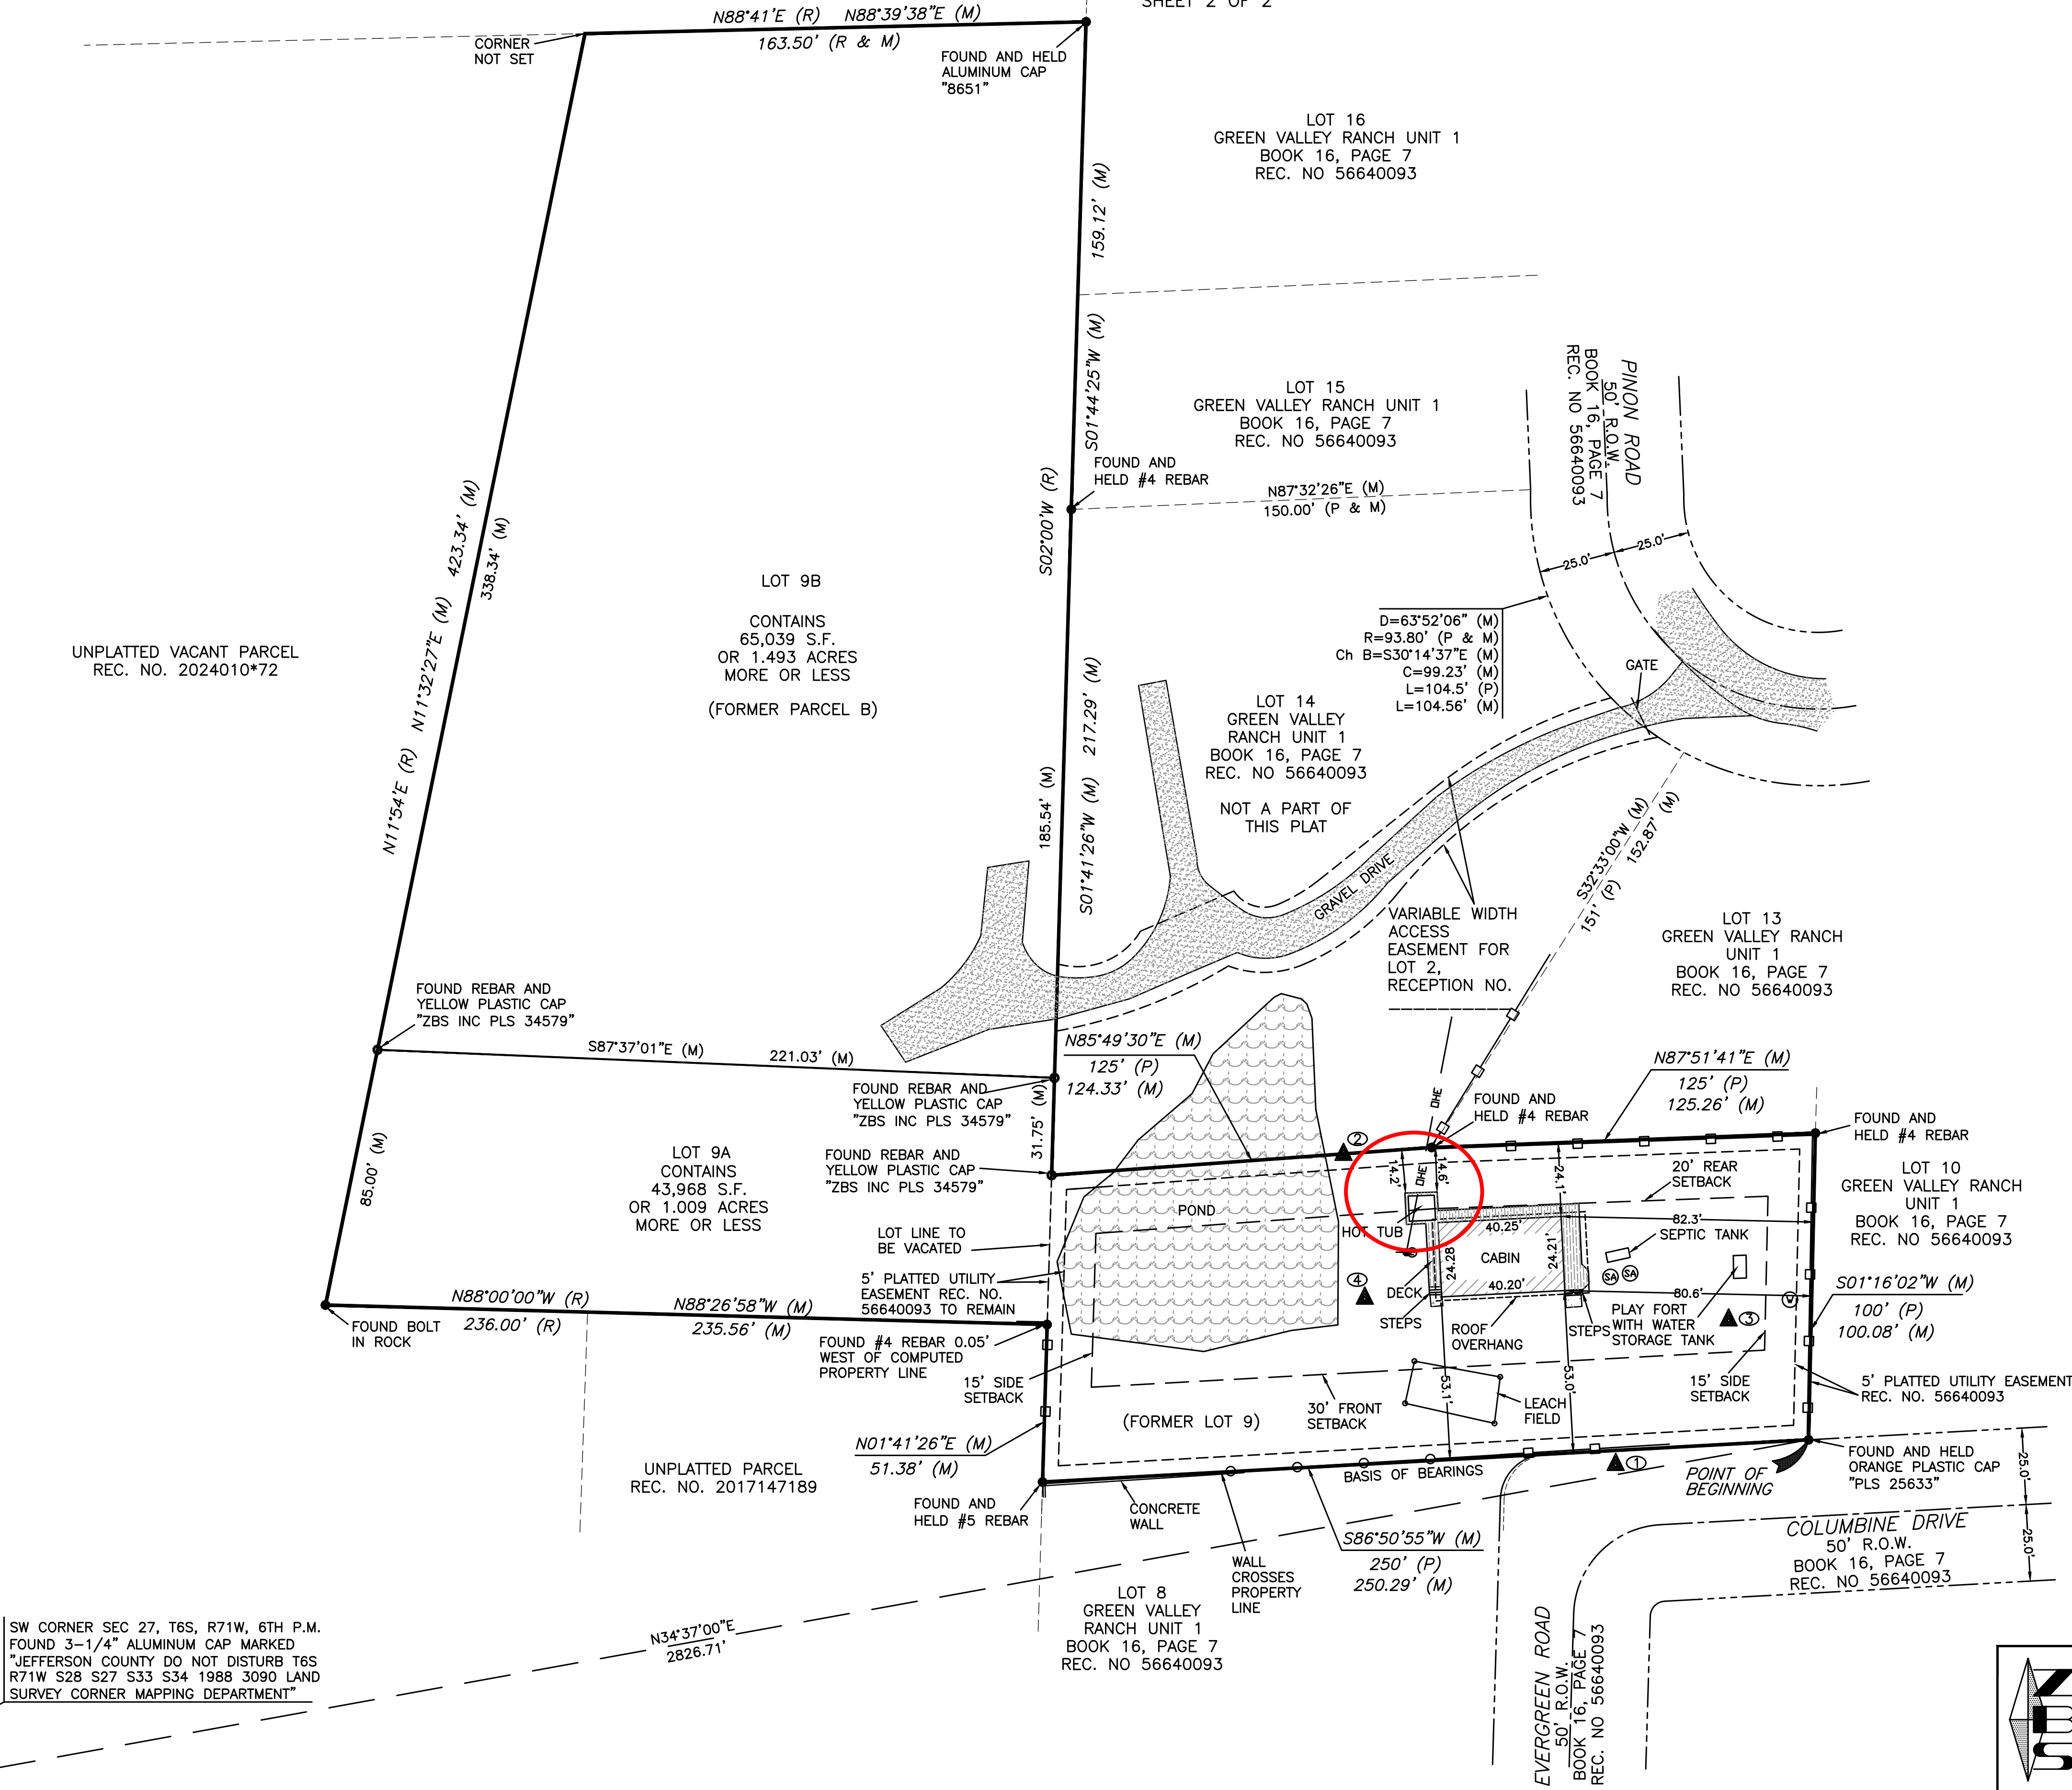 SHEET 2 OF 2
N88°41'E (R) N88°39'38"E (M)
163.50' (R & M)
CORNER
NOT SET
FOUND AND HELD
ALUMINUM CAP
"8651"
LOT 16
GREEN VALLEY RANCH UNIT 1
BOOK 16, PAGE 7
REC. NO 56640093
159.12' (M)
S01°44'25"W (M)
S02°00'W (R)
LOT 15
GREEN VALLEY RANCH UNIT 1
BOOK 16, PAGE 7
REC. NO 56640093
PINON ROAD
50' R.O.W.
BOOK 16, PAGE 7
REC. NO 56640093
FOUND AND
HELD #4 REBAR
N87°32'26"E (M)
150.00' (P & M)
25.0'
25.0'
N11°54'E (R) N11°32'27"E (M) 423.34' (M)
338.34' (M)
UNPLATTED VACANT PARCEL
REC. NO. 2024010*72
LOT 9B
CONTAINS
65,039 S.F.
OR 1.493 ACRES
MORE OR LESS
(FORMER PARCEL B)
185.54' (M)
S01°41'26"W (M) 217.29' (M)
D=63°52'06" (M)
R=93.80' (P & M)
Ch B=S30°14'37"E (M)
C=99.23' (M)
L=104.5' (P)
L=104.56' (M)
GATE
LOT 14
GREEN VALLEY
RANCH UNIT 1
BOOK 16, PAGE 7
REC. NO 56640093
NOT A PART OF
THIS PLAT
GRAVEL DRIVE
S32°33'00"W (M)
151' (P) 152.87' (M)
VARIABLE WIDTH
ACCESS
EASEMENT FOR
LOT 2,
RECEPTION NO.
LOT 13
GREEN VALLEY RANCH
UNIT 1
BOOK 16, PAGE 7
REC. NO 56640093
FOUND REBAR AND
YELLOW PLASTIC CAP
"ZBS INC PLS 34579"
S87°37'01"E (M) 221.03' (M)
N85°49'30"E (M)
125' (P)
124.33' (M)
FOUND REBAR AND
YELLOW PLASTIC CAP
"ZBS INC PLS 34579"
31.75' (M)
N87°51'41"E (M)
125' (P)
125.26' (M)
FOUND AND
HELD #4 REBAR
FOUND AND
HELD #4 REBAR
OHE
85.00' (M)
LOT 9A
CONTAINS
43,968 S.F.
OR 1.009 ACRES
MORE OR LESS
FOUND REBAR AND
YELLOW PLASTIC CAP
"ZBS INC PLS 34579"
2
14.2'
OHE
14.6'
24.1'
20' REAR
SETBACK
LOT 10
GREEN VALLEY RANCH
UNIT 1
BOOK 16, PAGE 7
REC. NO 56640093
POND
HOT TUB
40.25'
82.3'
SEPTIC TANK
LOT LINE TO
BE VACATED
5' PLATTED UTILITY
EASEMENT REC. NO.
56640093 TO REMAIN
4
24.28'
CABIN
24.21'
SA SA
DECK
40.20'
80.6'
W
S01°16'02"W (M)
100' (P)
100.08' (M)
STEPS
ROOF
OVERHANG
STEPS
PLAY FORT
WITH WATER
STORAGE TANK
3
N88°00'00"W (R) N88°26'58"W (M)
236.00' (R) 235.56' (M)
FOUND BOLT
IN ROCK
FOUND #4 REBAR 0.05'
WEST OF COMPUTED
PROPERTY LINE
15' SIDE
SETBACK
53.1'
53.0'
15' SIDE
SETBACK
5' PLATTED UTILITY EASEMENT
REC. NO. 56640093
(FORMER LOT 9)
30' FRONT
SETBACK
LEACH
FIELD
N01°41'26"E (M)
51.38' (M)
UNPLATTED PARCEL
REC. NO. 2017147189
BASIS OF BEARINGS
1
POINT OF
BEGINNING
FOUND AND HELD
ORANGE PLASTIC CAP
"PLS 25633"
25.0'
25.0'
FOUND AND
HELD #5 REBAR
CONCRETE
WALL
WALL
CROSSES
PROPERTY
LINE
S86°50'55"W (M)
250' (P)
250.29' (M)
COLUMBINE DRIVE
50' R.O.W.
BOOK 16, PAGE 7
REC. NO 56640093
LOT 8
GREEN VALLEY
RANCH UNIT 1
BOOK 16, PAGE 7
REC. NO 56640093
EVERGREEN ROAD
50' R.O.W.
BOOK 16, PAGE 7
REC. NO 56640093
N34°37'00"E
2826.71'
SW CORNER SEC 27, T6S, R71W, 6TH P.M.
FOUND 3-1/4" ALUMINUM CAP MARKED
"JEFFERSON COUNTY DO NOT DISTURB T6S
R71W S28 S27 S33 S34 1988 3090 LAND
SURVEY CORNER MAPPING DEPARTMENT"